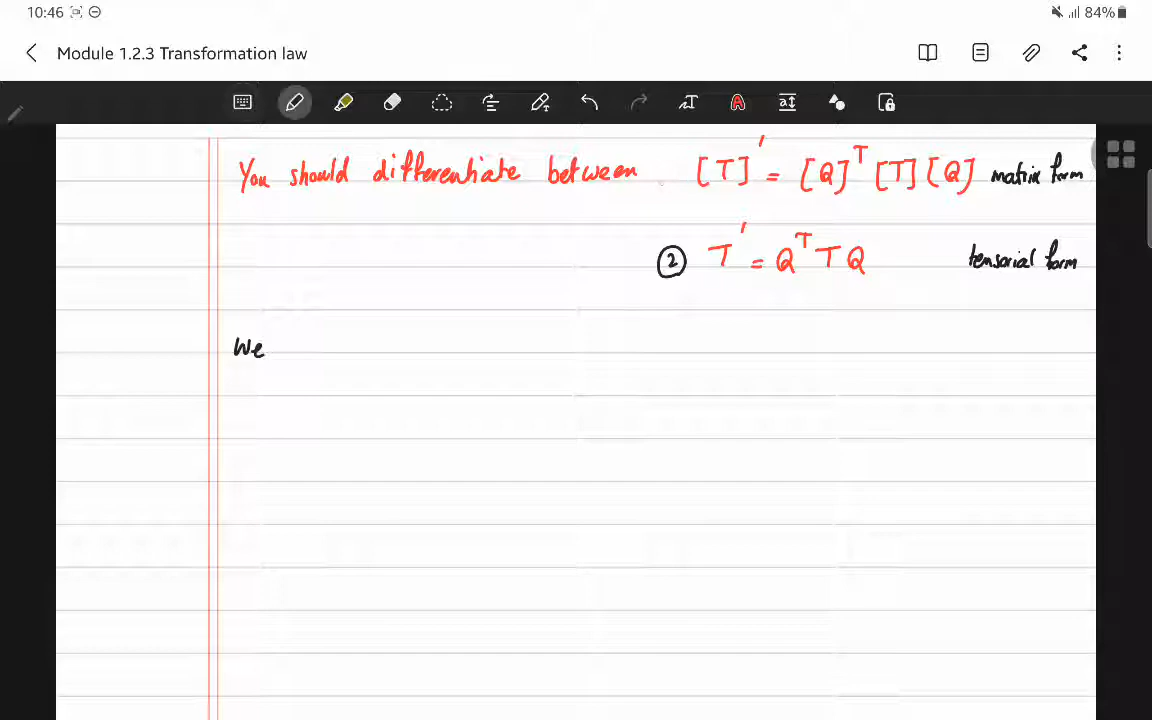 10:46 84%
Module 1.2.3 Transformation law
You should differentiate between [T]' = [Q]ᵀ [T] [Q] matrix form
② T' = Qᵀ T Q tensorial form
We